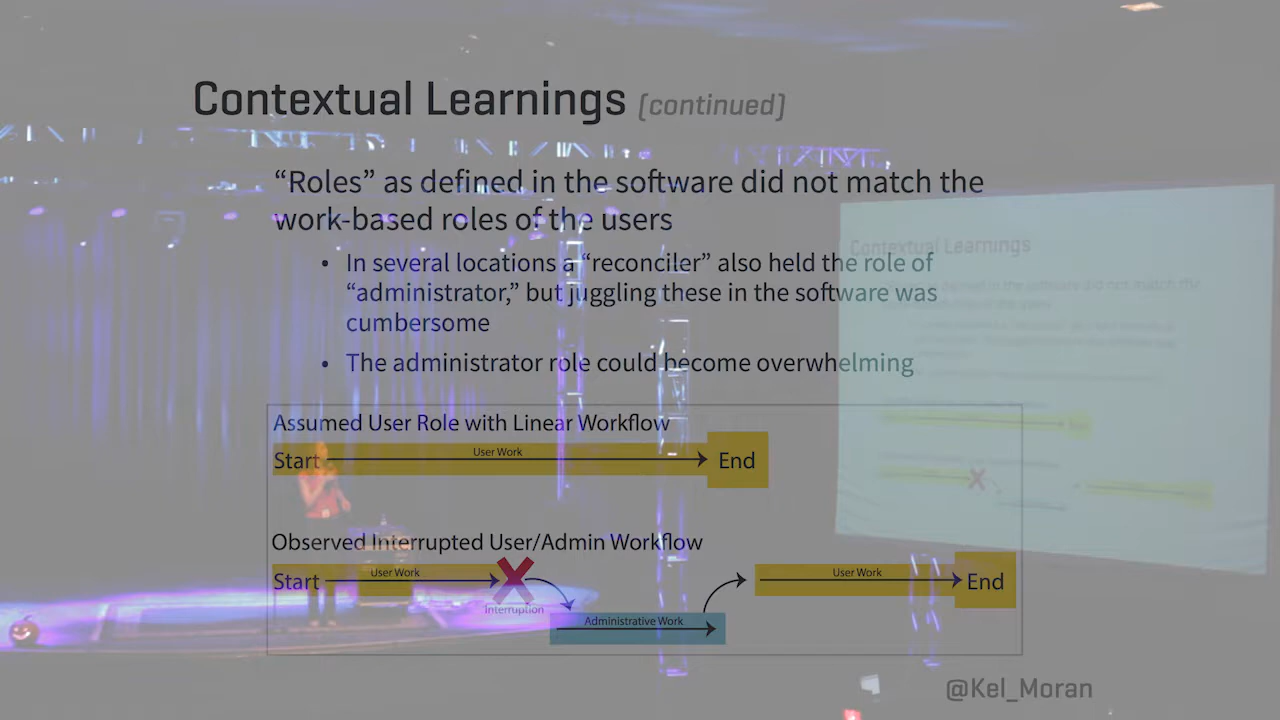 Contextual Learnings (continued)
“Roles” as defined in the software did not match the
work-based roles of the users
• In several locations a “reconciler” also held the role of
“administrator,” but juggling these in the software was
cumbersome
• The administrator role could become overwhelming
Assumed User Role with Linear Workflow
Start User Work End
Observed Interrupted User/Admin Workflow
Start User Work User Work End
Interruption
Administrative Work
@Kel_Moran
Contextual Learnings